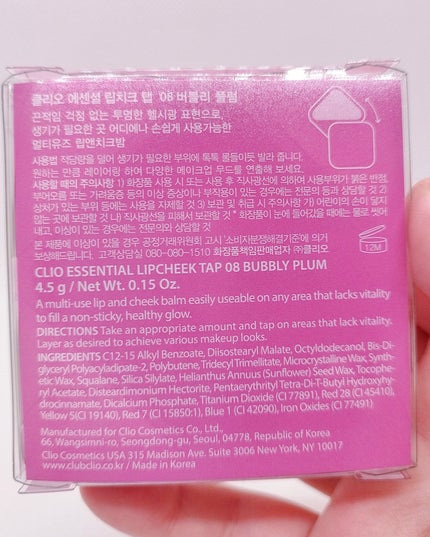 클리오 에센셜 립치크 탭 08 버블리 플럼
끈적임 걱정 없는 투명한 헬시광 표현으로,
생기가 필요한 곳 어디에나 손쉽게 사용가능한
멀티유즈 립앤치크밤
사용법 적당량을 덜어 생기가 필요한 부위에 톡톡 물들이듯 발라 줍니다.
원하는 만큼 레이어링 하여 다양한 메이크업 무드를 연출해 보세요.
사용할 때의 주의사항 1) 화장품 사용 시 또는 사용 후 직사광선에 의하여 사용부위가 붉은 반점,
부어오름 또는 가려움증 등의 이상 증상이나 부작용이 있는 경우에는 전문의 등과 상담할 것 2)
상처가 있는 부위 등에는 사용을 자제할 것 3) 보관 및 취급 시 주의사항 가) 어린이의 손이 닿지
않는 곳에 보관할 것 나) 직사광선을 피해서 보관할 것 * 화장품이 눈에 들어갔을 때에는 물로 씻어
내고, 이상이 있는 경우에는 전문의와 상담할 것
본 제품에 이상이 있을 경우 공정거래위원회 고시 '소비자분쟁해결기준'에 의거
보상해드립니다. 고객상담실 080-080-1510 화장품책임판매업자 ㈜클리오
12M
CLIO ESSENTIAL LIPCHEEK TAP 08 BUBBLY PLUM
4.5 g / Net Wt. 0.15 Oz.
A multi-use lip and cheek balm easily useable on any area that lacks vitality
to fill a non-sticky, healthy glow.
DIRECTIONS Take an appropriate amount and tap on areas that lack vitality.
Layer as desired to achieve various makeup looks.
INGREDIENTS C12-15 Alkyl Benzoate, Diisostearyl Malate, Octyldodecanol, Bis-Di-
glyceryl Polyacyladipate-2, Polybutene, Tridecyl Trimellitate, Microcrystalline Wax, Synth-
etic Wax, Squalane, Silica Silylate, Helianthus Annuus (Sunflower) Seed Wax, Tocophe-
ryl Acetate, Disteardimonium Hectorite, Pentaerythrityl Tetra-Di-T-Butyl Hydroxyhy-
drocinnamate, Dicalcium Phosphate, Titanium Dioxide (CI 77891), Red 28 (CI 45410),
Yellow 5(CI 19140), Red 7 (CI 15850:1), Blue 1 (CI 42090), Iron Oxides (CI 77491)
Manufactured for Clio Cosmetics Co., Ltd.,
66, Wangsimni-ro, Seongdong-gu, Seoul, 04778, Republic of Korea
Clio Cosmetics USA 315 Madison Ave. Suite 3006 New York, NY 10017
www.clubclio.co.kr / Made in Korea